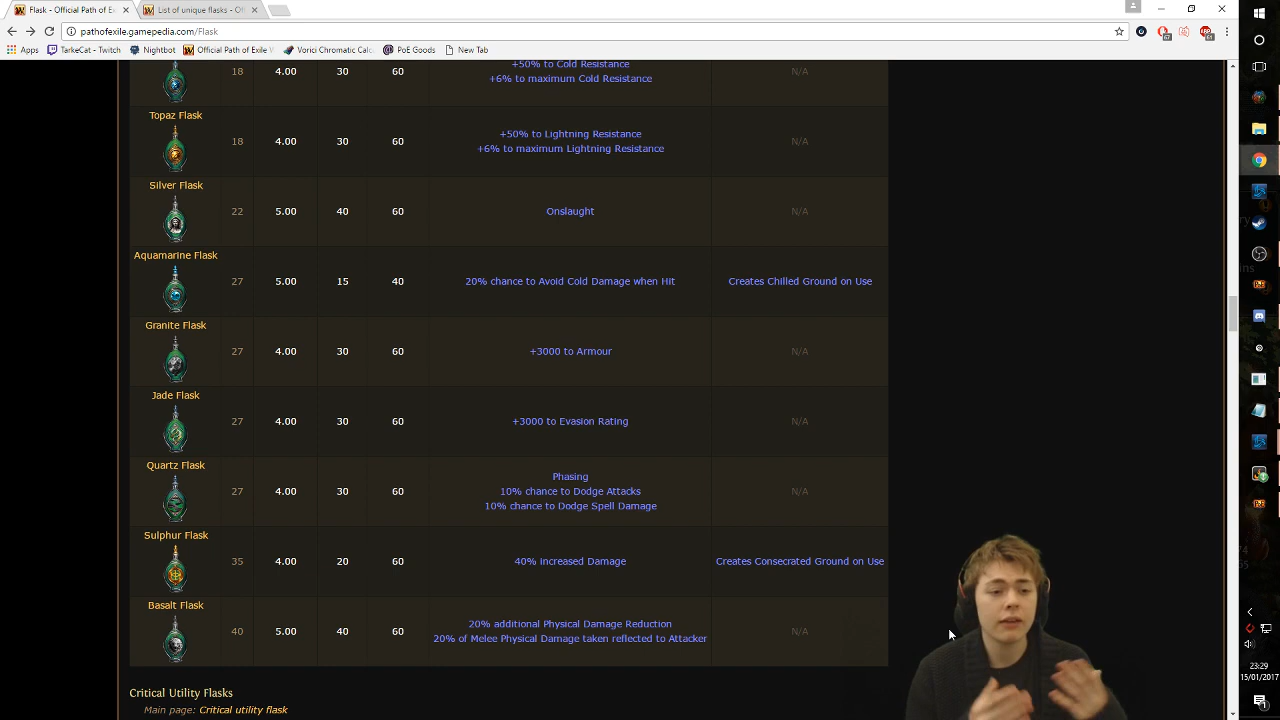 Flask - Official Path of Ex
List of unique flasks - Off
pathofexile.gamepedia.com/Flask
Apps
TarkeCat - Twitch
Nightbot
Official Path of Exile W
Vorici Chromatic Calc
PoE Goods
New Tab
67
61
18 4.00 30 60 +50% to Cold Resistance
+6% to maximum Cold Resistance N/A
Topaz Flask
18 4.00 30 60 +50% to Lightning Resistance
+6% to maximum Lightning Resistance N/A
Silver Flask
22 5.00 40 60 Onslaught N/A
Aquamarine Flask
27 5.00 15 40 20% chance to Avoid Cold Damage when Hit Creates Chilled Ground on Use
Granite Flask
27 4.00 30 60 +3000 to Armour N/A
Jade Flask
27 4.00 30 60 +3000 to Evasion Rating N/A
Quartz Flask
27 4.00 30 60 Phasing
10% chance to Dodge Attacks
10% chance to Dodge Spell Damage N/A
Sulphur Flask
35 4.00 20 60 40% increased Damage Creates Consecrated Ground on Use
Basalt Flask
40 5.00 40 60 20% additional Physical Damage Reduction
20% of Melee Physical Damage taken reflected to Attacker N/A
Critical Utility Flasks
Main page: Critical utility flask
23:29
15/01/2017